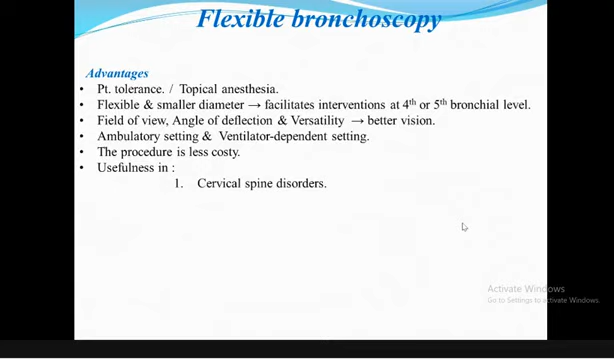 Flexible bronchoscopy
Advantages
• Pt. tolerance. / Topical anesthesia.
• Flexible & smaller diameter → facilitates interventions at 4th or 5th bronchial level.
• Field of view, Angle of deflection & Versatility → better vision.
• Ambulatory setting & Ventilator-dependent setting.
• The procedure is less costy.
• Usefulness in :
1. Cervical spine disorders.
Activate Windows
Go to Settings to activate Windows.